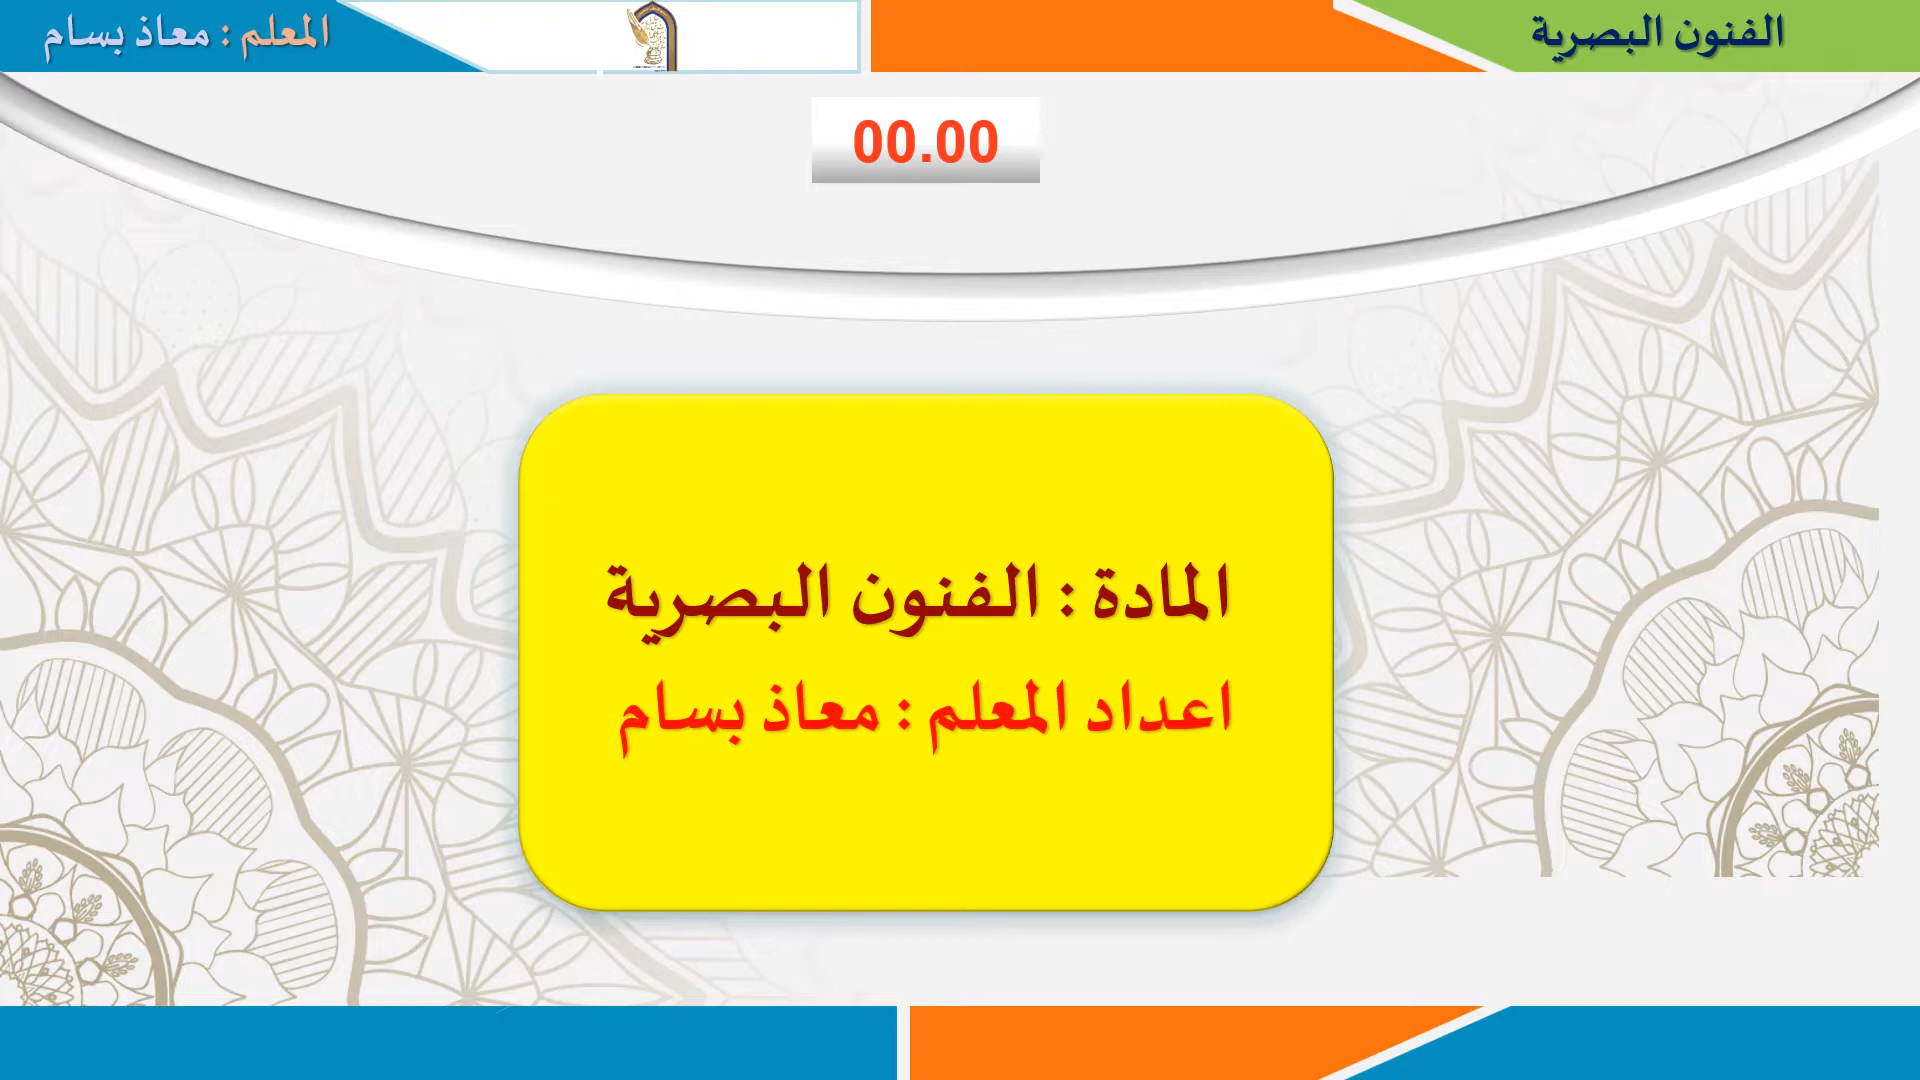 الفنون البصرية
المعلم : معاذ بسام
00.00
المادة : الفنون البصرية
اعداد المعلم : معاذ بسام